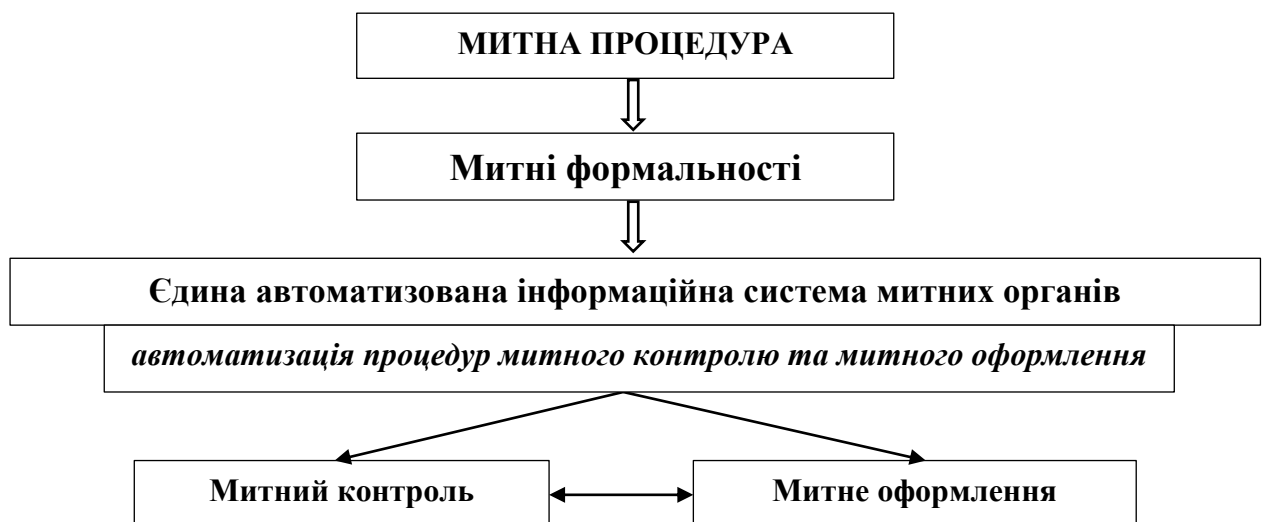 МИТНА ПРОЦЕДУРА
Митні формальності
Єдина автоматизована інформаційна система митних органів
автоматизація процедур митного контролю та митного оформлення
Митний контроль
Митне оформлення